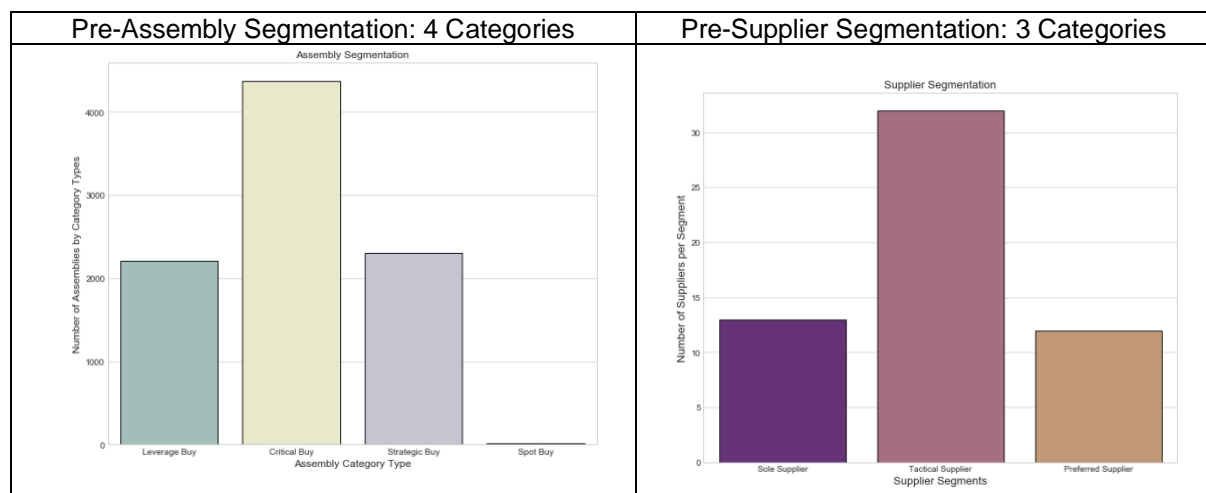 Pre-Assembly Segmentation: 4 Categories
Pre-Supplier Segmentation: 3 Categories
Assembly Segmentation
Number of Assemblies by Category Types
4000
3000
2000
1000
0
Leverage Buy
Critical Buy
Strategic Buy
Spot Buy
Assembly Category Type
Supplier Segmentation
Number of Suppliers per Segment
30
25
20
15
10
5
0
Sole Supplier
Tactical Supplier
Preferred Supplier
Supplier Segments